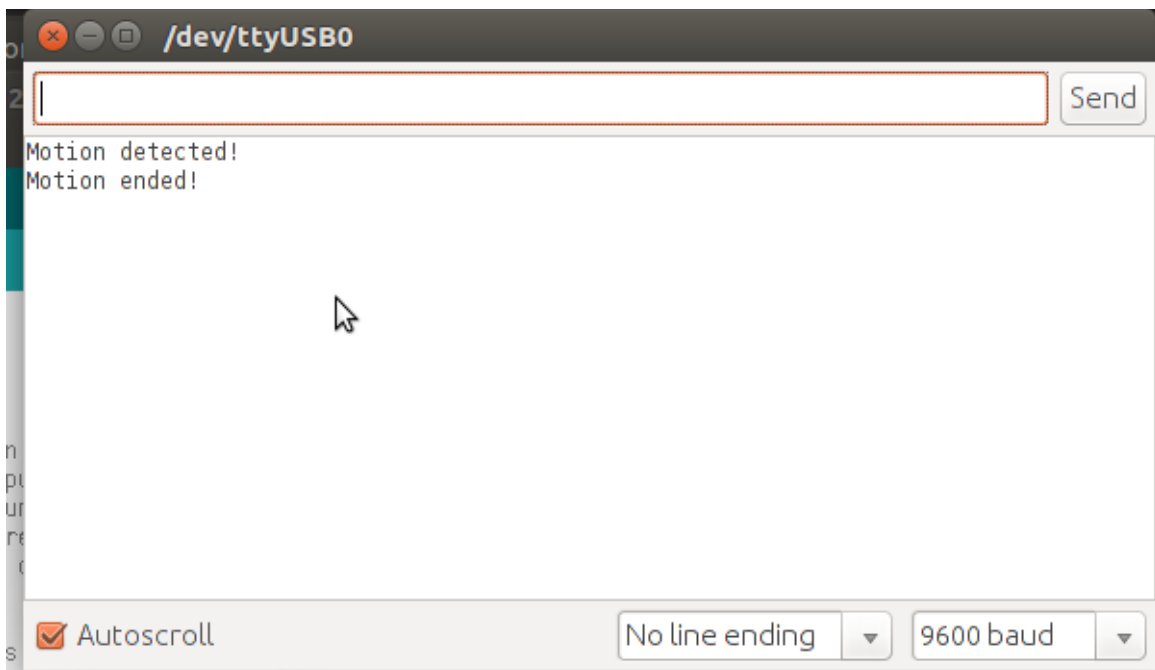 /dev/ttyUSB0
Send
Motion detected!
Motion ended!
Autoscroll
No line ending
9600 baud